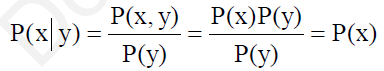 P(x|y) = P(x, y) / P(y) = P(x)P(y) / P(y) = P(x)